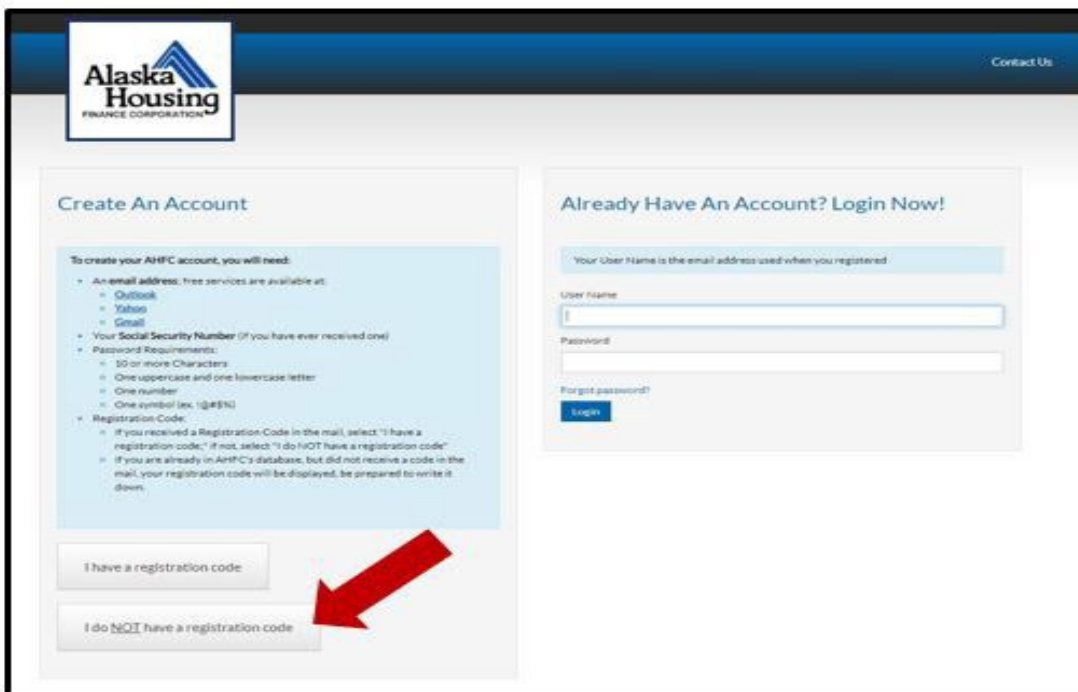 Alaska
Housing
FINANCE CORPORATION
Contact Us
Create An Account
To create your AHFC account, you will need:
An email address; free services are available at:
Outlook
Yahoo
Gmail
Your Social Security Number (if you have ever received one)
Password Requirements:
10 or more Characters
One uppercase and one lowercase letter
One number
One symbol (ex. !@#$%)
Registration Code:
If you received a Registration Code in the mail, select "I have a
registration code;" if not, select "I do NOT have a registration code"
If you are already in AHFC's database, but did not receive a code in the
mail, your registration code will be displayed, be prepared to write it
down.
I have a registration code
I do NOT have a registration code
Already Have An Account? Login Now!
Your User Name is the email address used when you registered
User Name
Password
Forgot password?
Login